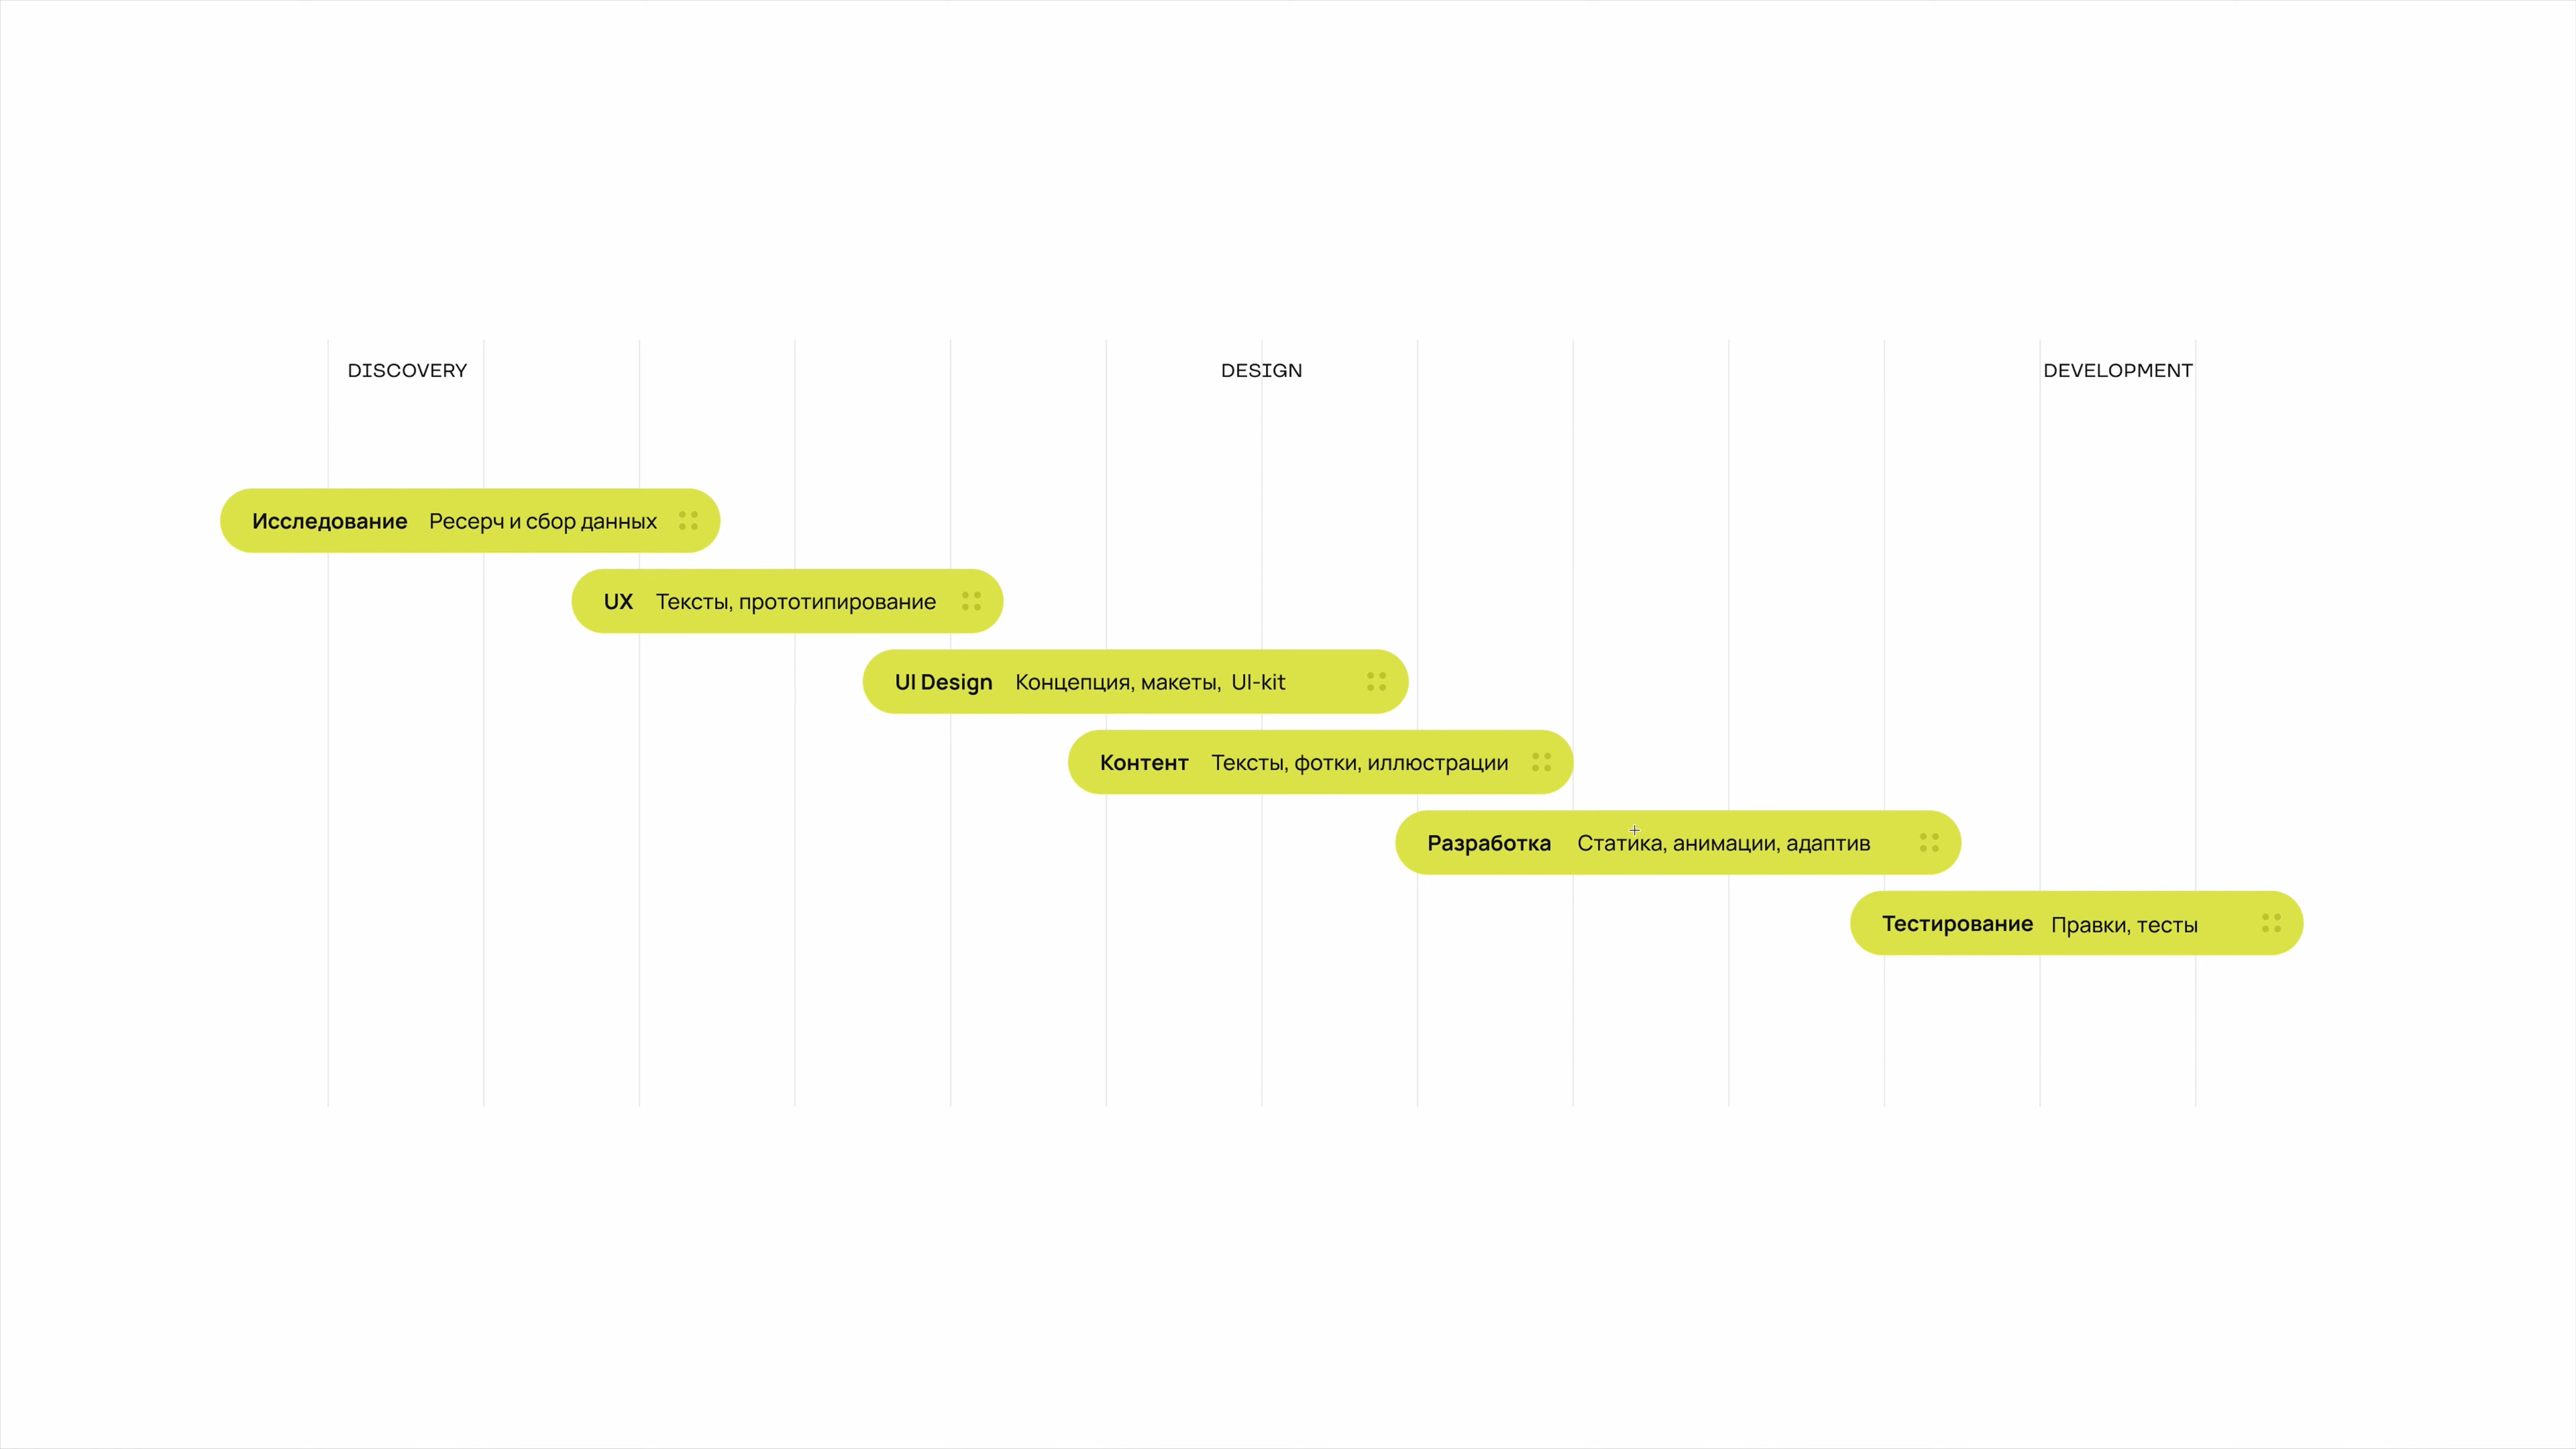 DISCOVERY DESIGN DEVELOPMENT
Исследование Ресерч и сбор данных
UX Тексты, прототипирование
UI Design Концепция, макеты, UI-kit
Контент Тексты, фотки, иллюстрации
Разработка Статика, анимации, адаптив
Тестирование Правки, тесты